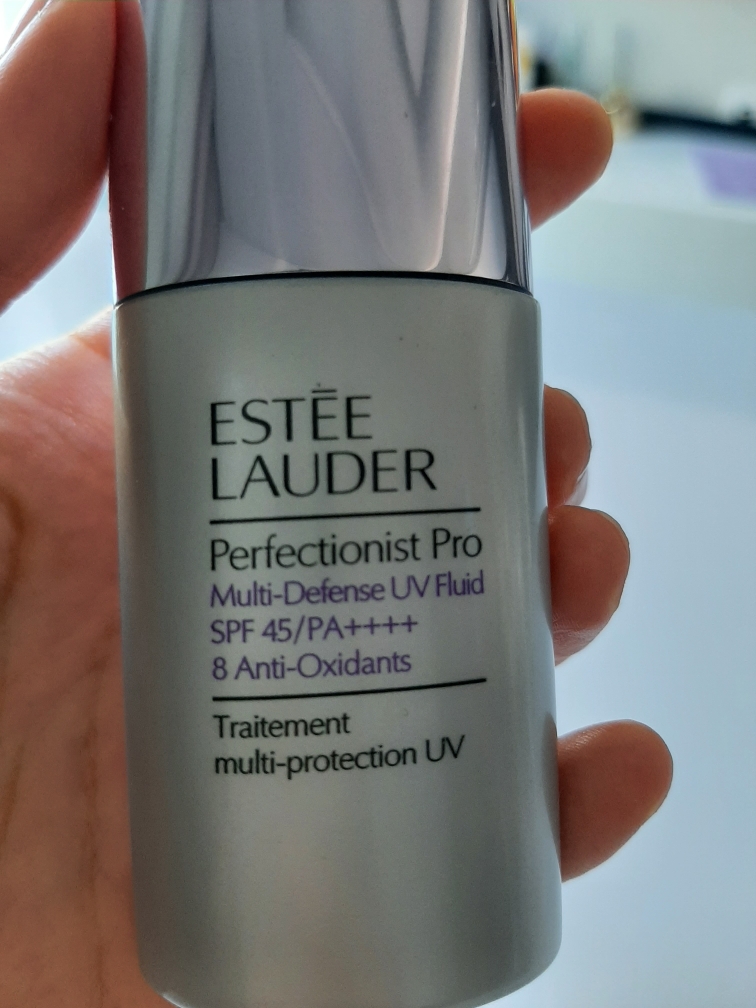 ESTĒE
LAUDER
Perfectionist Pro
Multi-Defense UV Fluid
SPF 45/PA++++
8 Anti-Oxidants
Traitement
multi-protection UV